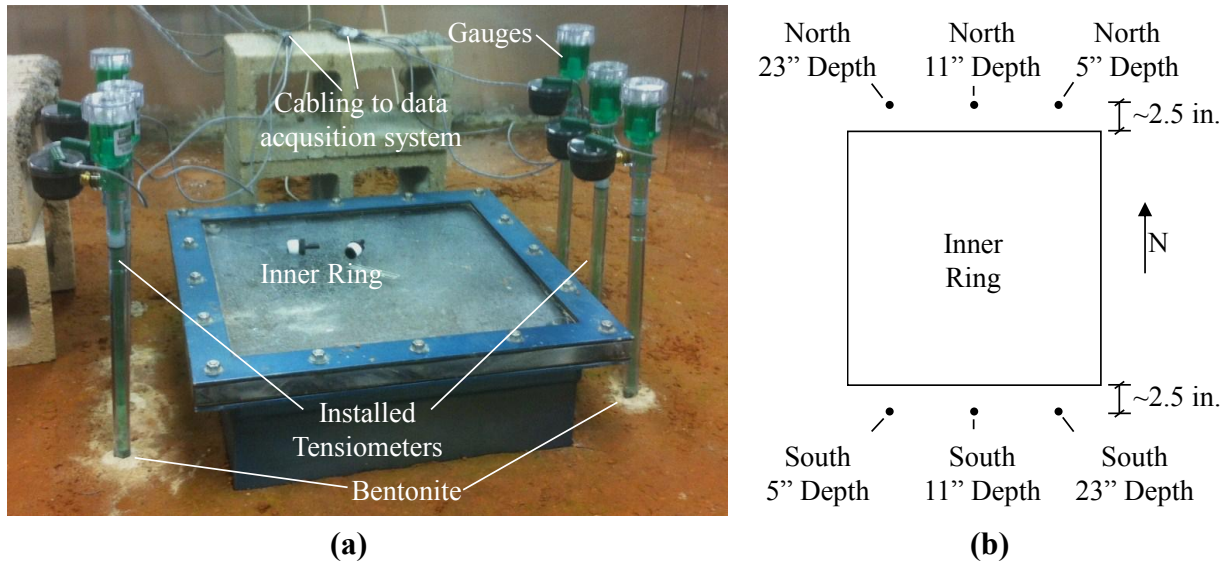 Gauges
Cabling to data
acqusition system
Inner Ring
Installed
Tensiometers
Bentonite
(a)
North
23” Depth
North
11” Depth
North
5” Depth
~2.5 in.
Inner
Ring
N
~2.5 in.
South
5” Depth
South
11” Depth
South
23” Depth
(b)